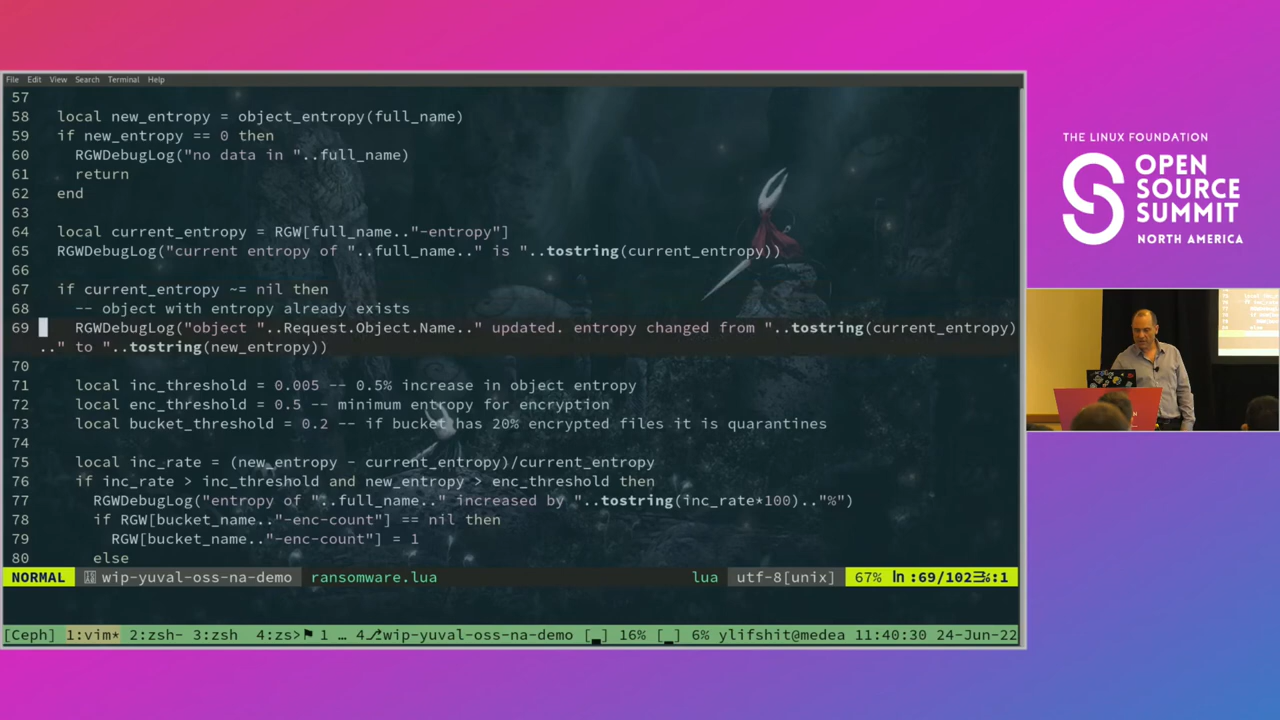 File Edit View Search Terminal Help
57
58 local new_entropy = object_entropy(full_name)
59 if new_entropy == 0 then
60 RGWDebugLog("no data in "..full_name)
61 return
62 end
63
64 local current_entropy = RGW[full_name.."-entropy"]
65 RGWDebugLog("current entropy of "..full_name.." is "..tostring(current_entropy))
66
67 if current_entropy ~= nil then
68 -- object with entropy already exists
69 RGWDebugLog("object "..Request.Object.Name.." updated. entropy changed from "..tostring(current_entropy)
.." to "..tostring(new_entropy))
70
71 local inc_threshold = 0.005 -- 0.5% increase in object entropy
72 local enc_threshold = 0.5 -- minimum entropy for encryption
73 local bucket_threshold = 0.2 -- if bucket has 20% encrypted files it is quarantines
74
75 local inc_rate = (new_entropy - current_entropy)/current_entropy
76 if inc_rate > inc_threshold and new_entropy > enc_threshold then
77 RGWDebugLog("entropy of "..full_name.." increased by "..tostring(inc_rate*100).."%")
78 if RGW[bucket_name.."-enc-count"] == nil then
79 RGW[bucket_name.."-enc-count"] = 1
80 else
NORMAL wip-yuval-oss-na-demo ransomware.lua lua utf-8[unix] 67% ln :69/102☰℅:1
[Ceph] 1:vim* 2:zsh- 3:zsh 4:zs>⚑ 1 … 4⎇wip-yuval-oss-na-demo [▂] 16% [▁] 6% ylifshit@medea 11:40:30 24-Jun-22
THE LINUX FOUNDATION
OPEN
SOURCE
SUMMIT
NORTH AMERICA